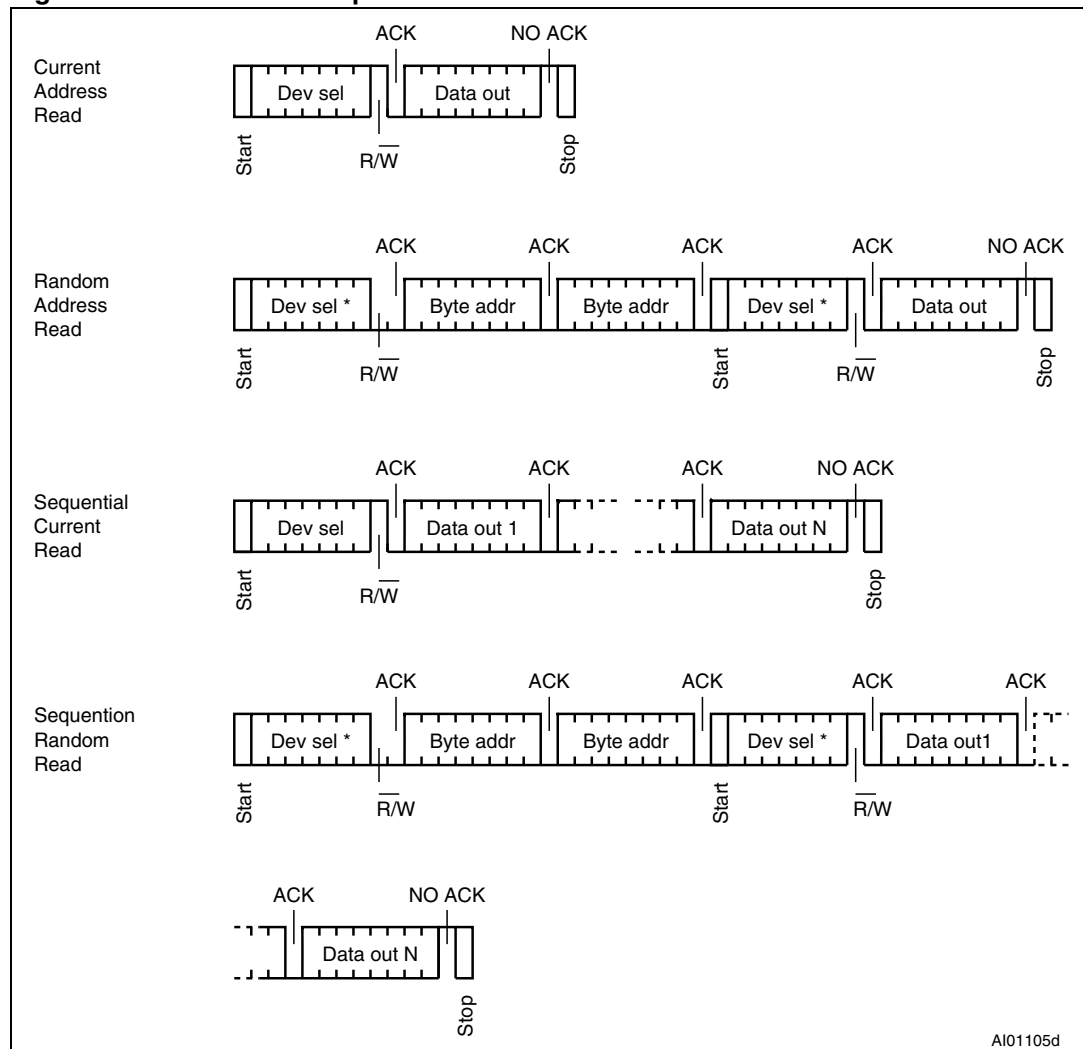 ACK NO ACK
Current
Address
Read
Dev sel Data out
Start R/W̅ Stop
ACK ACK ACK ACK NO ACK
Random
Address
Read
Dev sel * Byte addr Byte addr Dev sel * Data out
Start R/W̅ Start R/W̅ Stop
ACK ACK ACK NO ACK
Sequential
Current
Read
Dev sel Data out 1 Data out N
Start R/W̅ Stop
ACK ACK ACK ACK ACK
Sequention
Random
Read
Dev sel * Byte addr Byte addr Dev sel * Data out1
Start R̅/W Start R̅/W
ACK NO ACK
Data out N
Stop
AI01105d